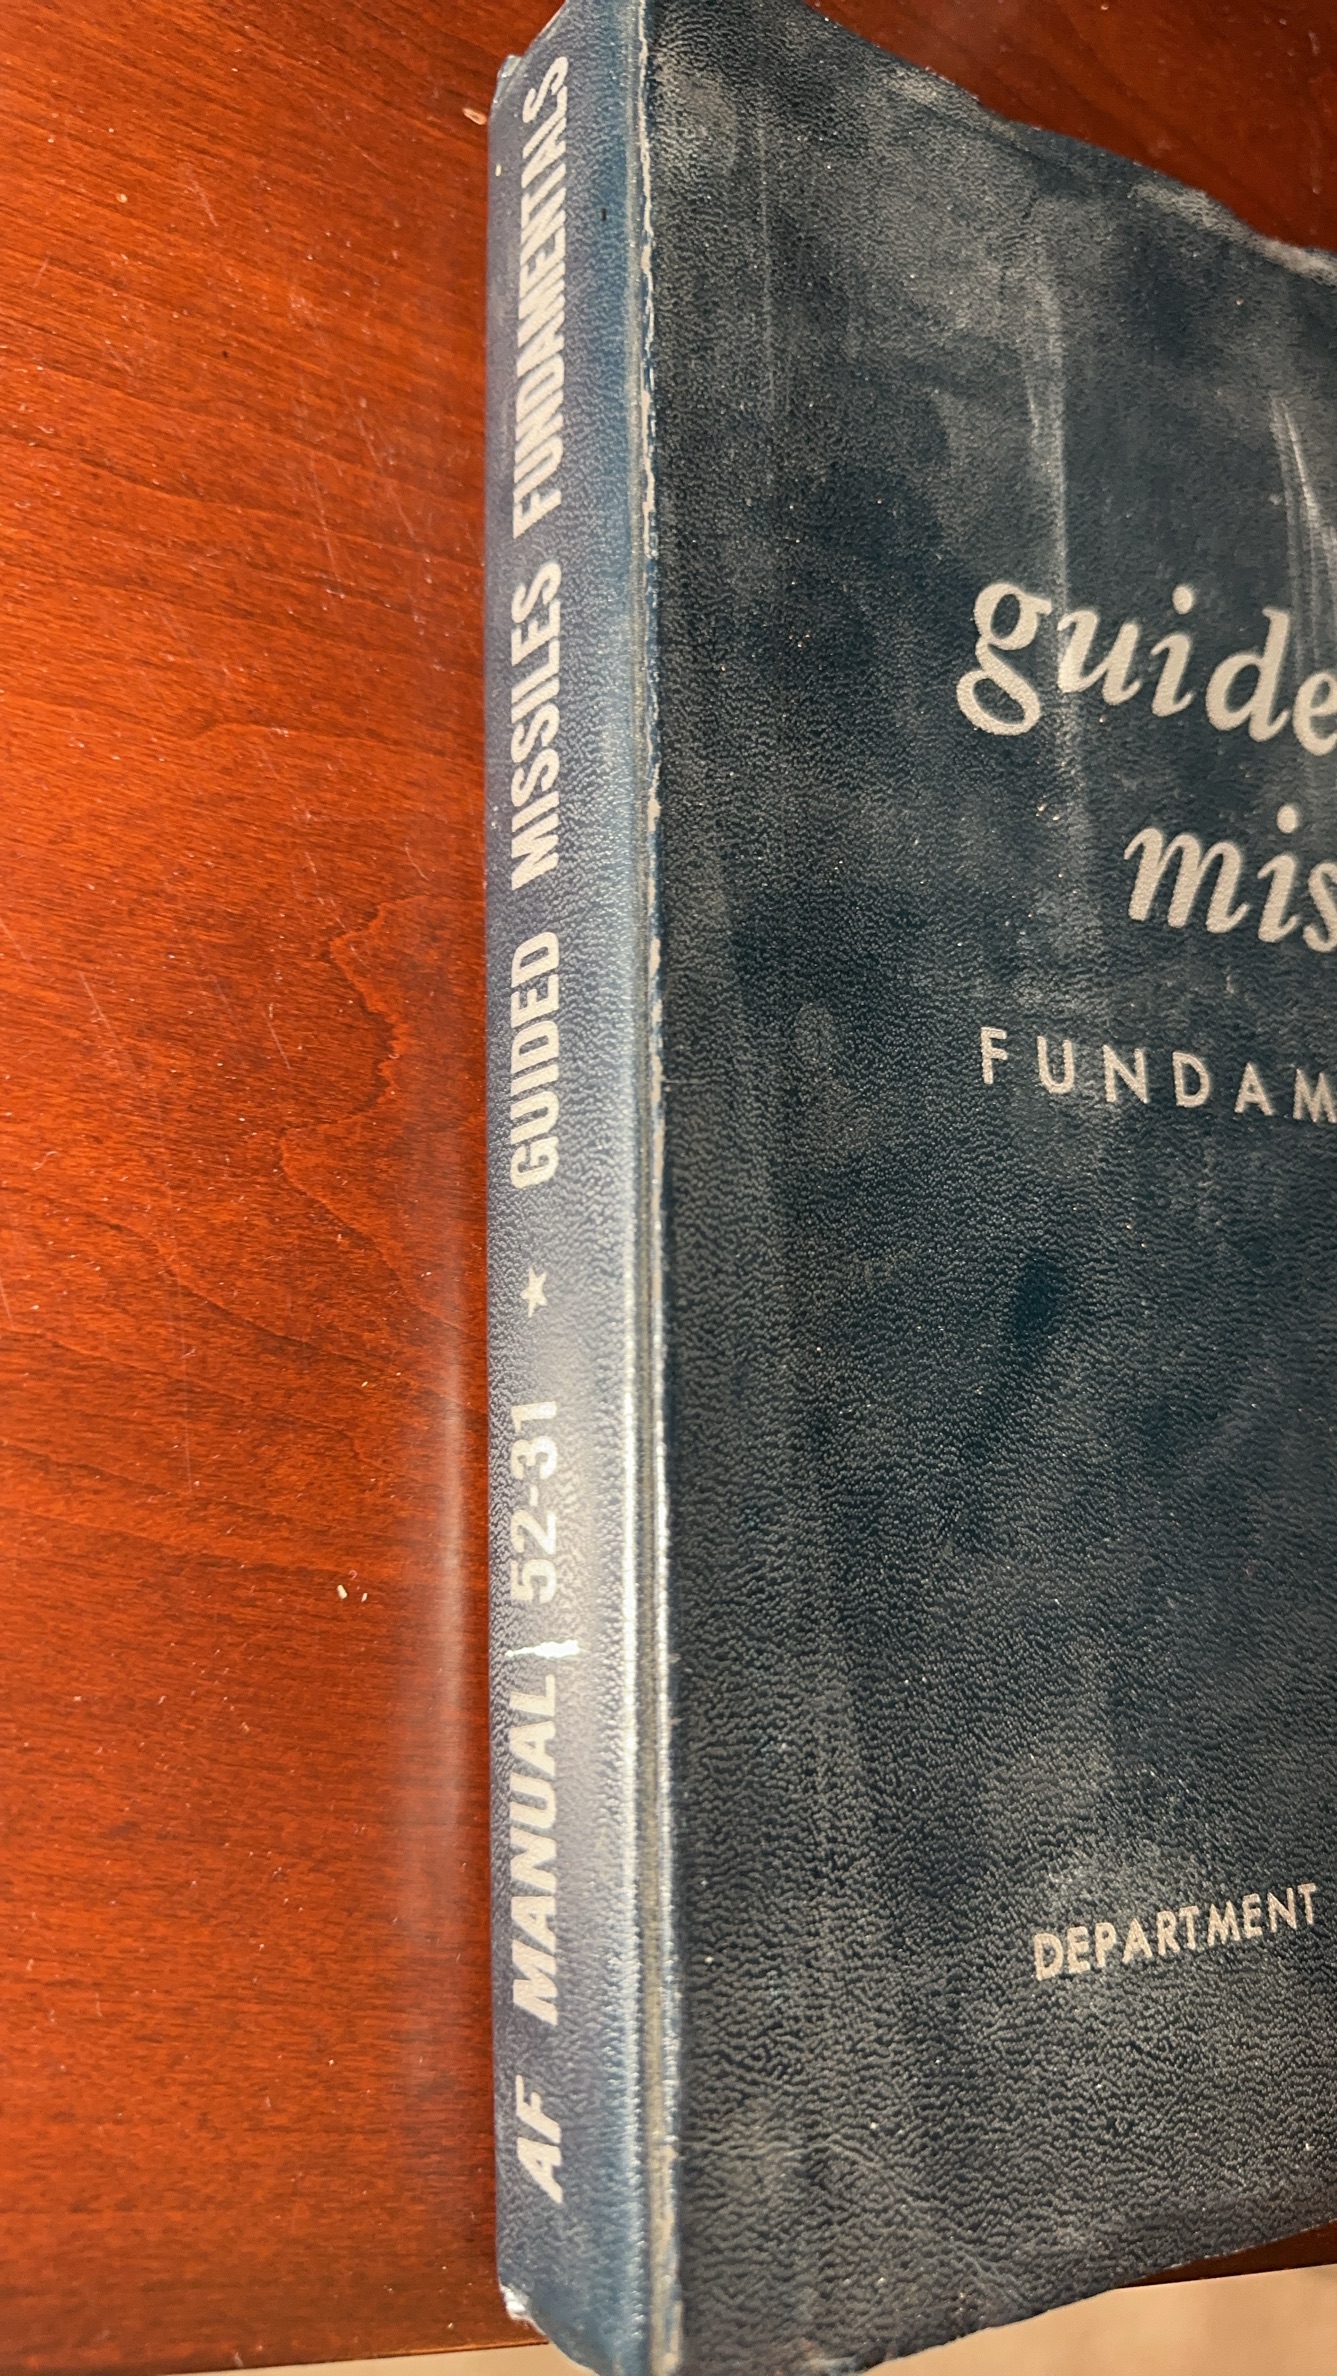 AF MANUAL 52-31 ★ GUIDED MISSILES FUNDAMENTALS
guide
mis
FUNDAM
DEPARTMENT